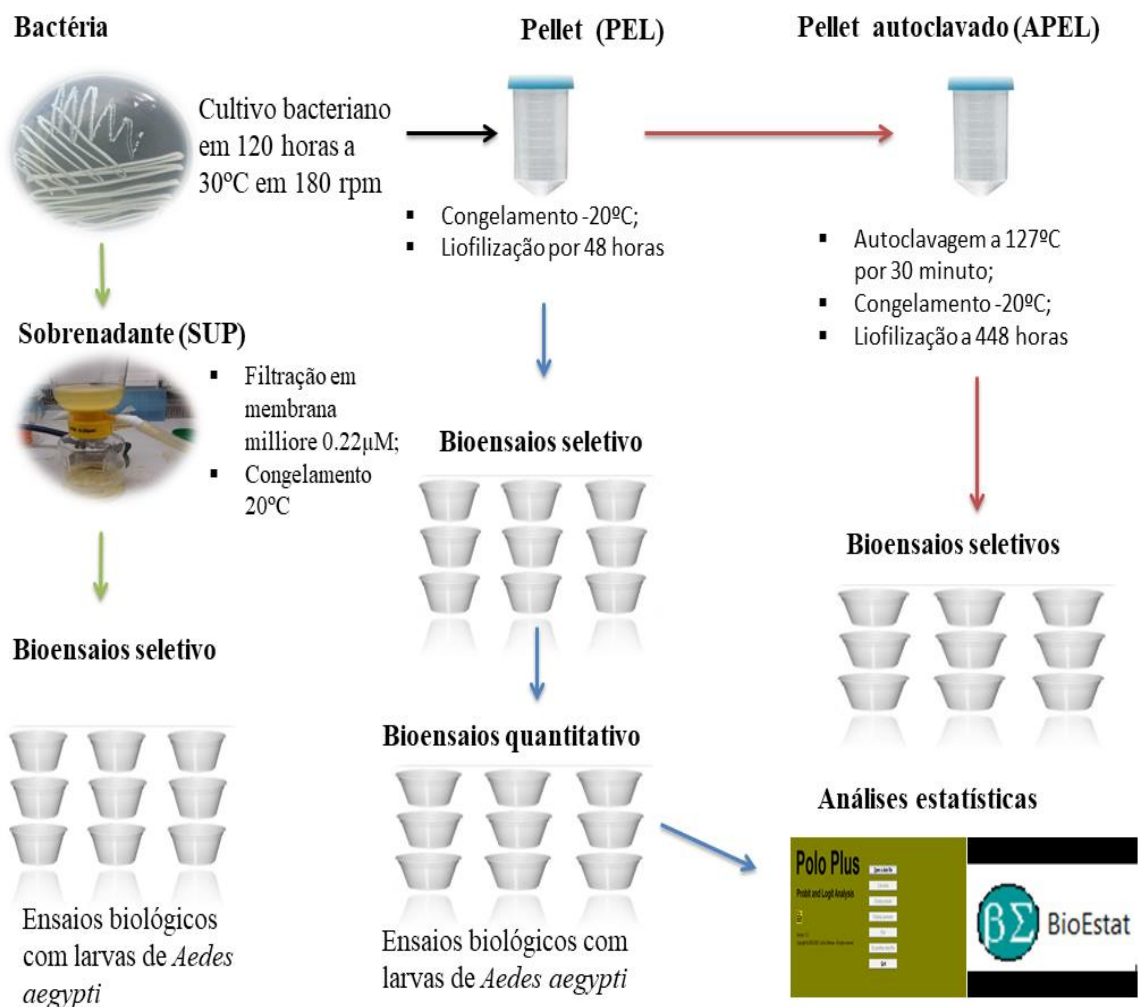 Bactéria
Cultivo bacteriano
em 120 horas a
30ºC em 180 rpm
Pellet (PEL)
▪ Congelamento -20ºC;
▪ Liofilização por 48 horas
Pellet autoclavado (APEL)
▪ Autoclavagem a 127ºC
por 30 minuto;
▪ Congelamento -20ºC;
▪ Liofilização a 448 horas
Sobrenadante (SUP)
▪ Filtração em
membrana
milliore 0.22µM;
▪ Congelamento
20ºC
Bioensaios seletivo
Bioensaios seletivos
Bioensaios seletivo
Ensaios biológicos
com larvas de Aedes
aegypti
Bioensaios quantitativo
Ensaios biológicos com
larvas de Aedes aegypti
Análises estatísticas
Polo Plus
Probit and Logit Analysis
βΣ BioEstat